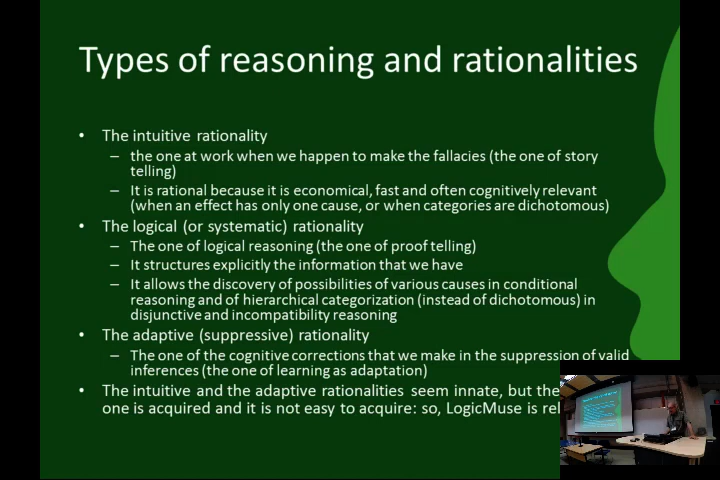 Types of reasoning and rationalities
• The intuitive rationality
– the one at work when we happen to make the fallacies (the one of story
telling)
– It is rational because it is economical, fast and often cognitively relevant
(when an effect has only one cause, or when categories are dichotomous)
• The logical (or systematic) rationality
– The one of logical reasoning (the one of proof telling)
– It structures explicitly the information that we have
– It allows the discovery of possibilities of various causes in conditional
reasoning and of hierarchical categorization (instead of dichotomous) in
disjunctive and incompatibility reasoning
• The adaptive (suppressive) rationality
– The one of the cognitive corrections that we make in the suppression of valid
inferences (the one of learning as adaptation)
• The intuitive and the adaptive rationalities seem innate, but the
one is acquired and it is not easy to acquire: so, LogicMuse is